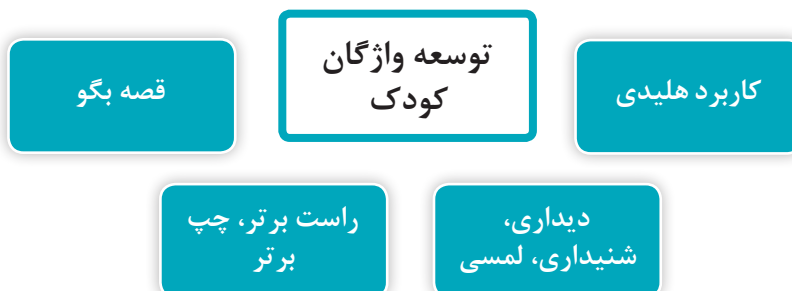 توسعه واژگان
کودک
کاربرد هلیدی
قصه بگو
دیداری،
شنیداری، لمسی
راست برتر، چپ
برتر